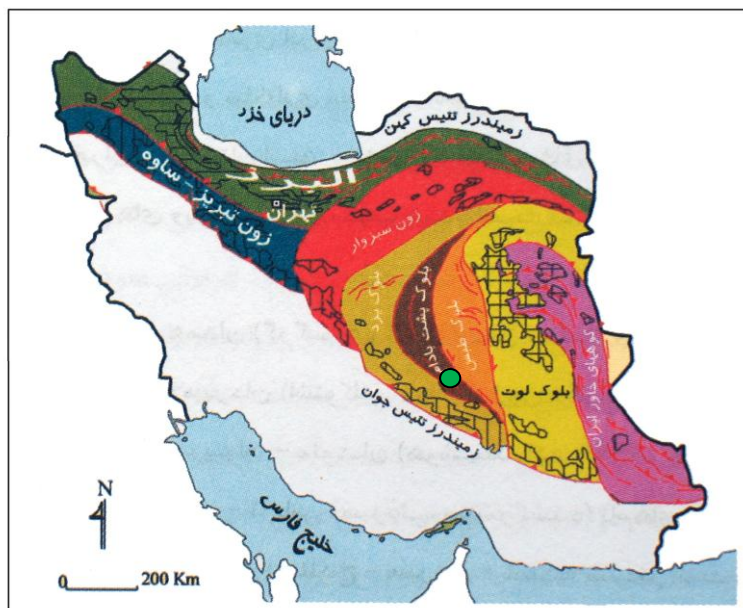 دریای خزر
زمیندرز تتیس کهن
البرز
تهران
زون تبریز - ساوه
زون سبزوار
بلوک یزد
بلوک پشت بادام
بلوک طبس
بلوک لوت
کوههای خاور ایران
زمیندرز تتیس جوان
خلیج فارس
N
0 200 Km